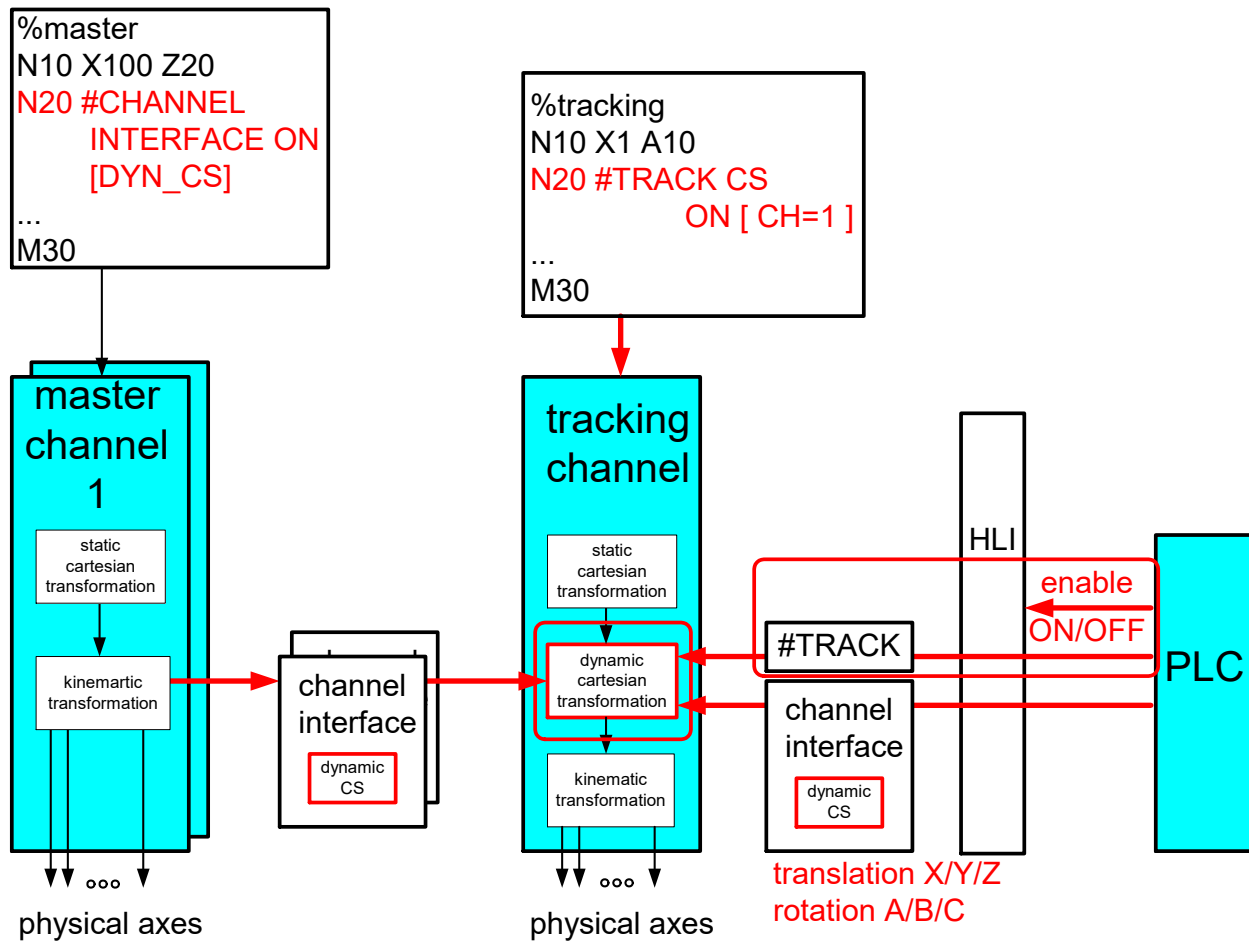 %master
N10 X100 Z20
N20 #CHANNEL
INTERFACE ON
[DYN_CS]
...
M30
%tracking
N10 X1 A10
N20 #TRACK CS
ON [ CH=1 ]
...
M30
master
channel
1
static
cartesian
transformation
kinemartic
transformation
physical axes
channel
interface
dynamic
CS
tracking
channel
static
cartesian
transformation
dynamic
cartesian
transformation
kinematic
transformation
physical axes
#TRACK
channel
interface
dynamic
CS
translation X/Y/Z
rotation A/B/C
HLI
enable
ON/OFF
PLC